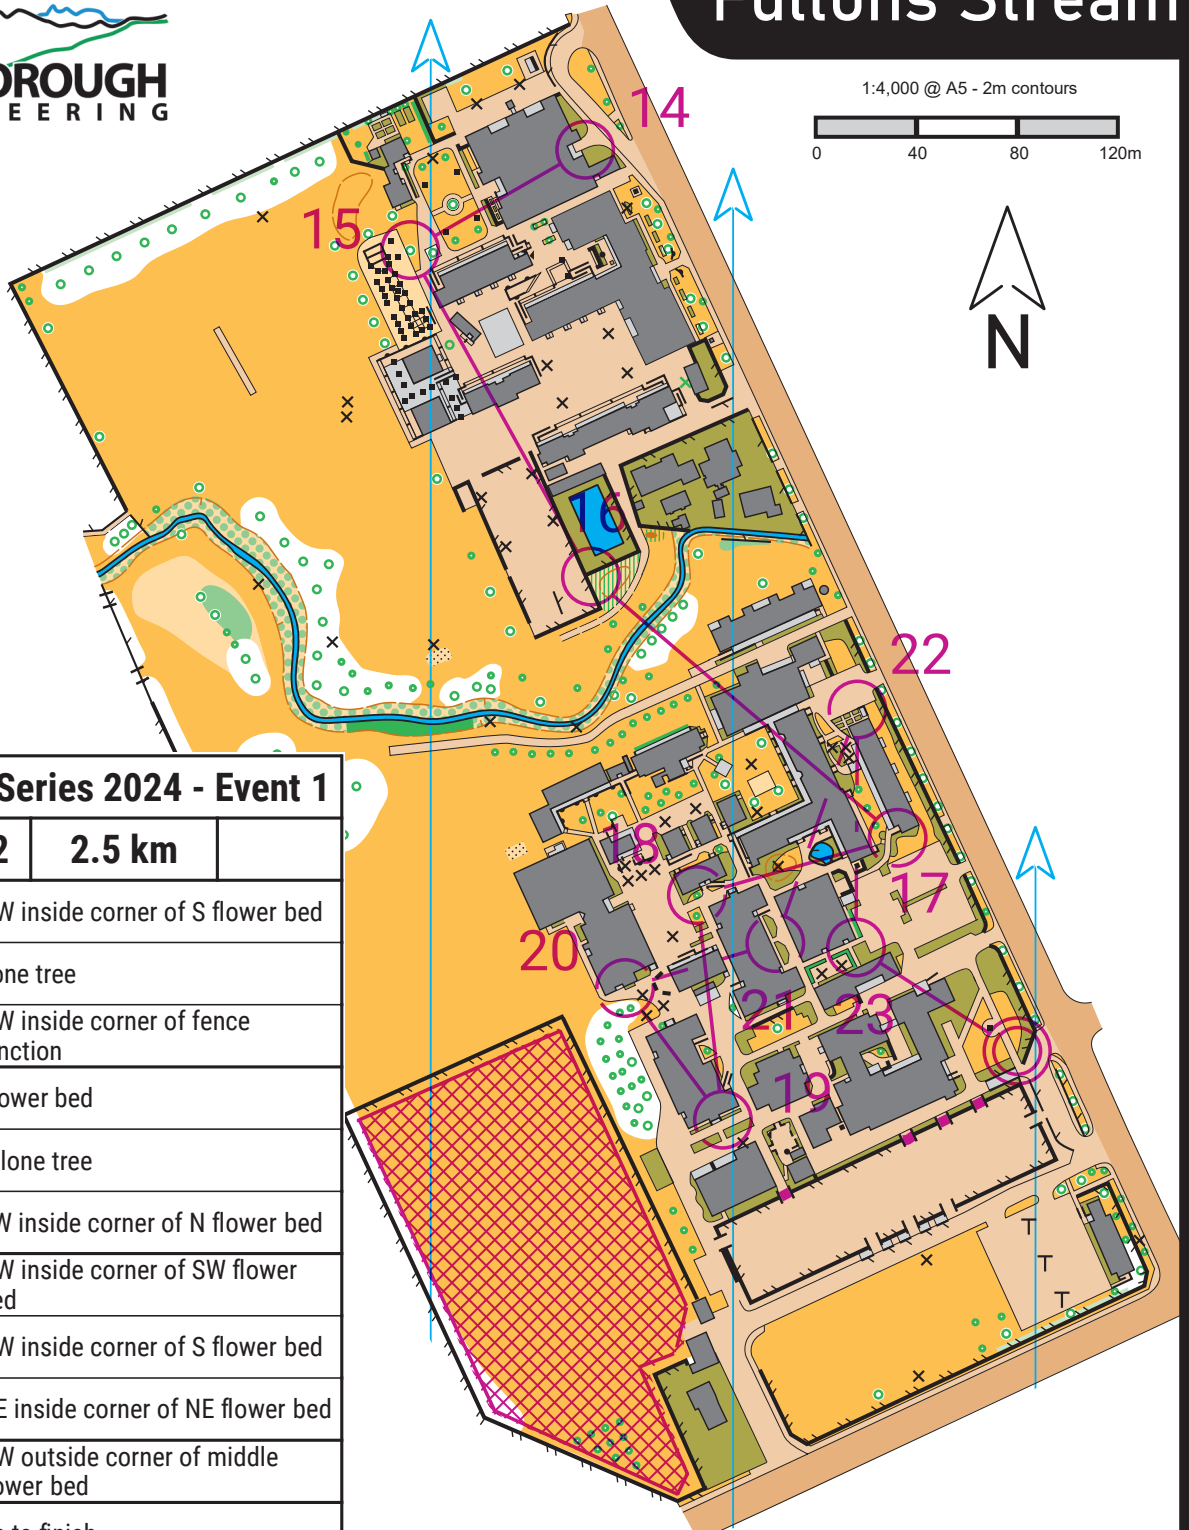 OROUGH
EERING
1:4,000 @ A5 - 2m contours
0 40 80 120m
N
14
15
16
22
18
17
20
21
23
19
Series 2024 - Event 1
2 2.5 km
W inside corner of S flower bed
one tree
W inside corner of fence
nction
ower bed
lone tree
W inside corner of N flower bed
W inside corner of SW flower
ed
W inside corner of S flower bed
E inside corner of NE flower bed
W outside corner of middle
ower bed